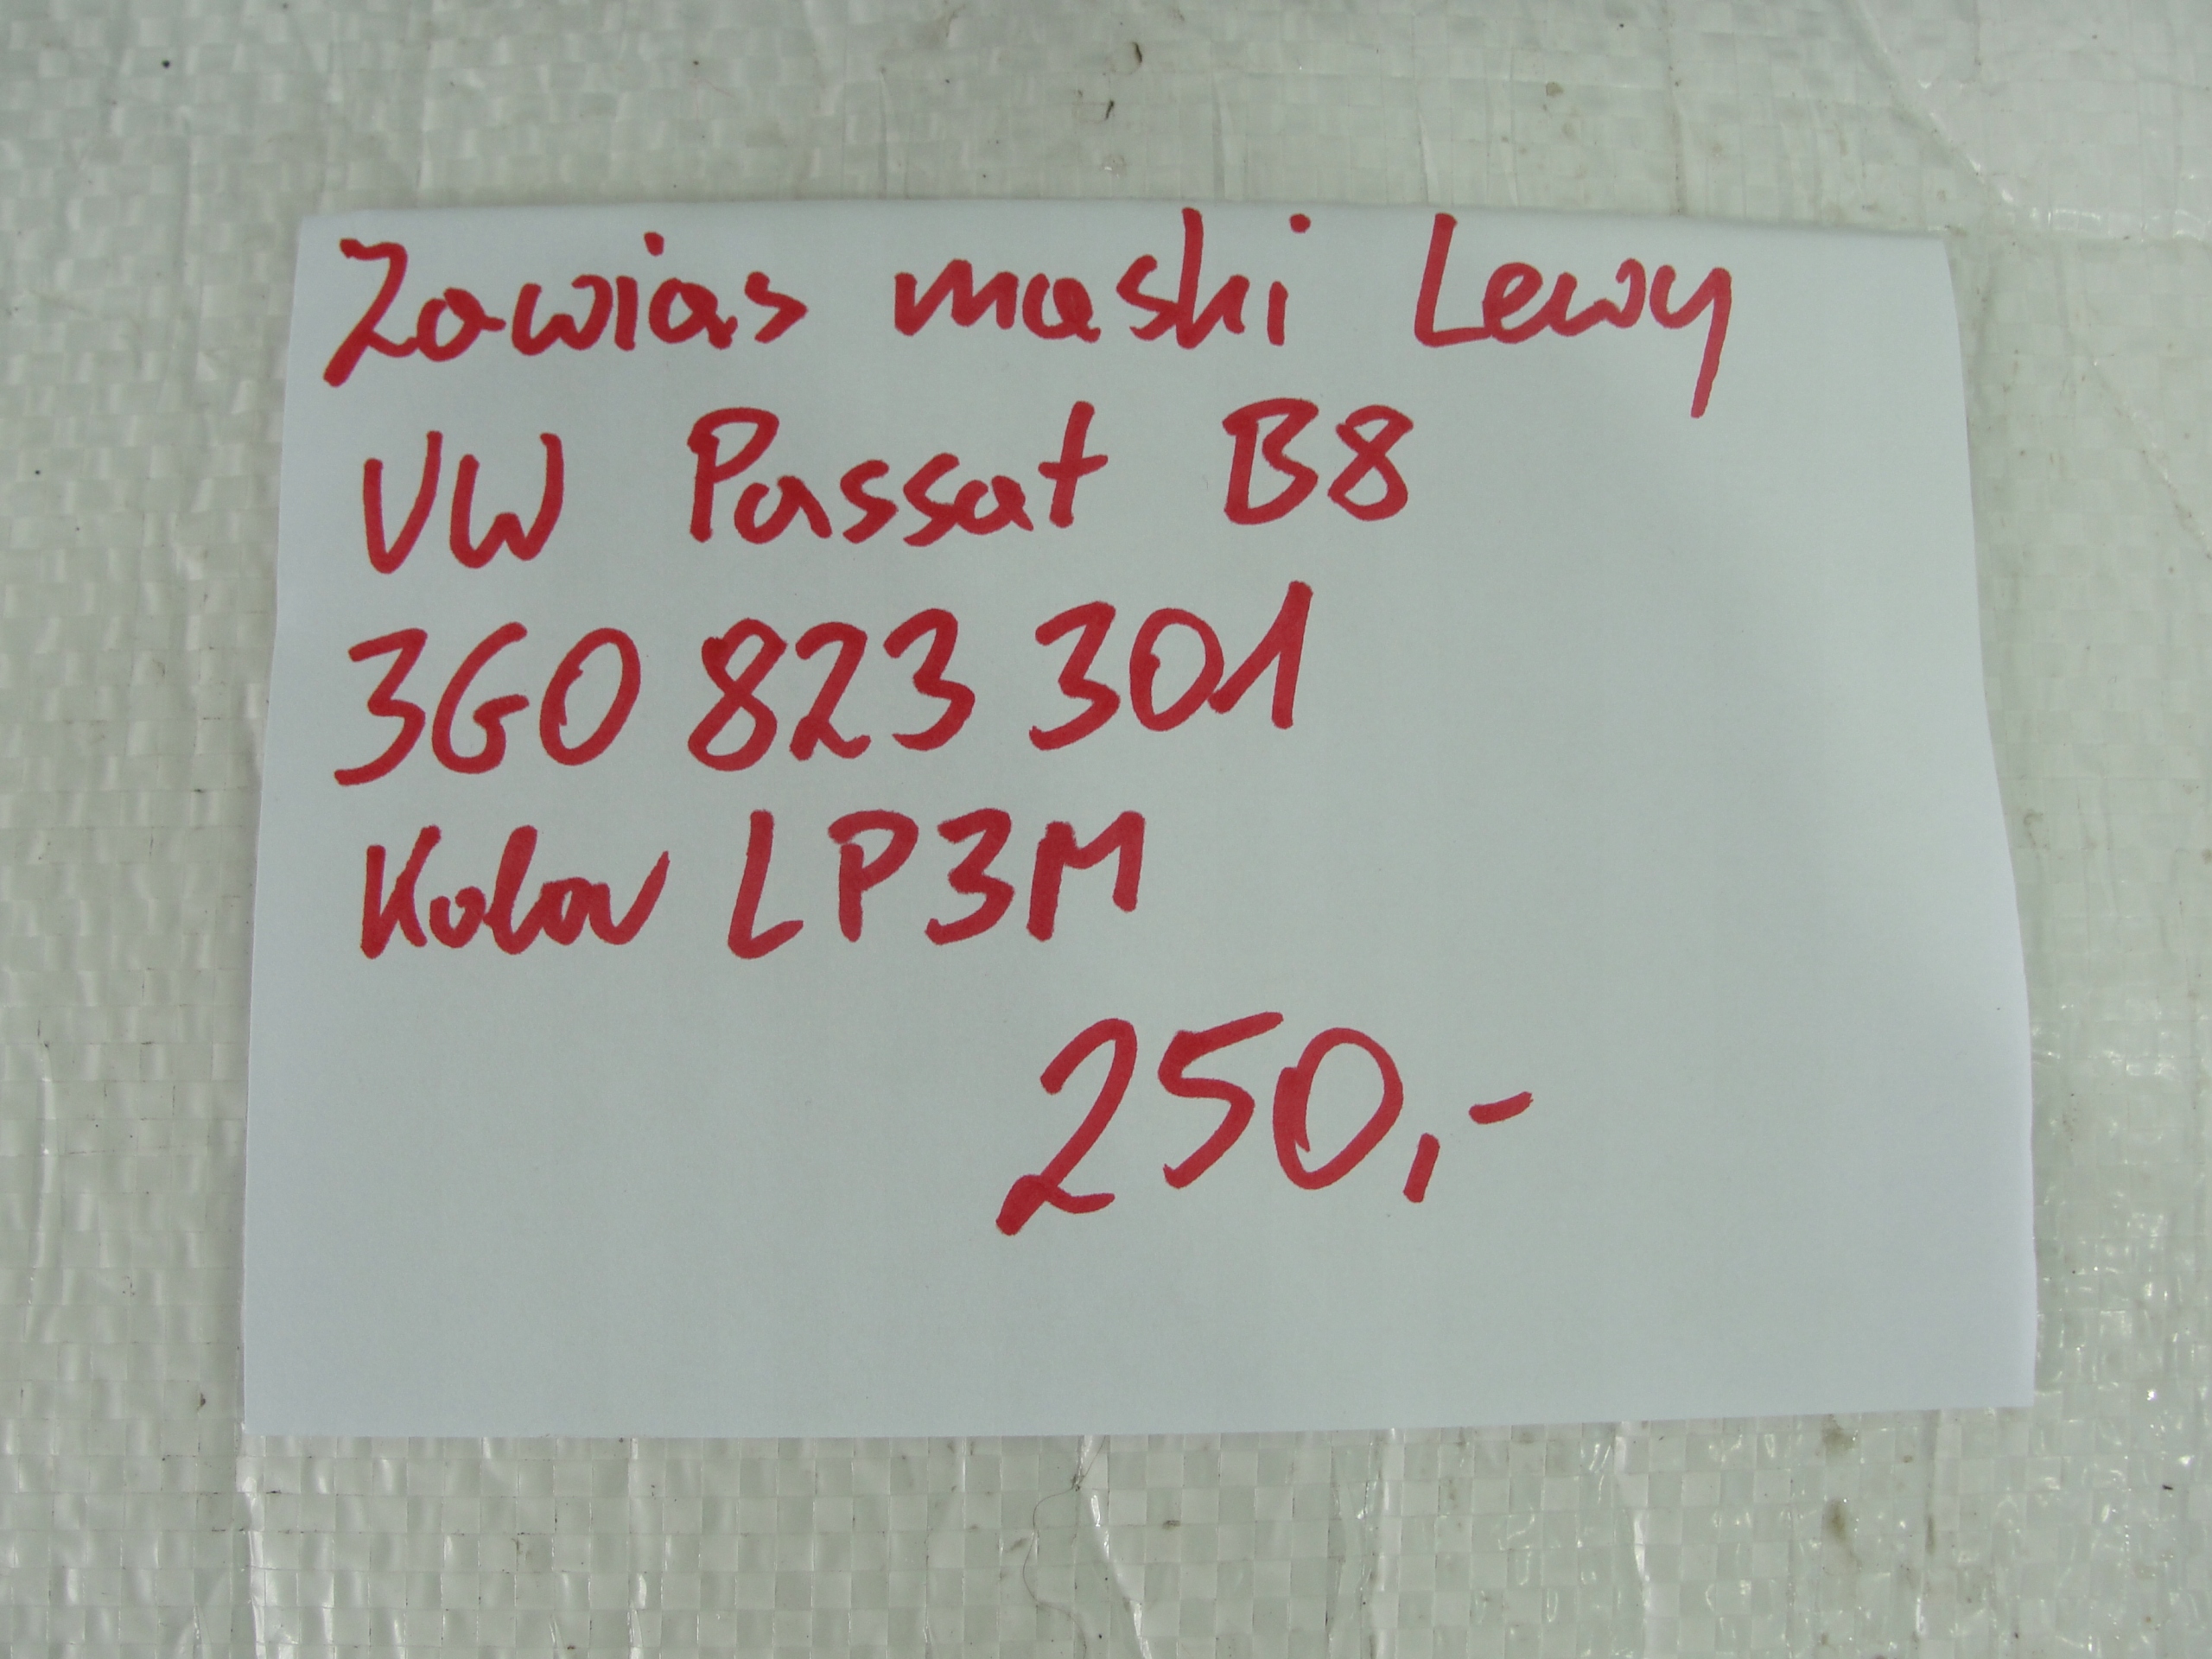 Zawias maski Lewy
VW Passat B8
3G0 823 301
Kolor LP3M
250,-